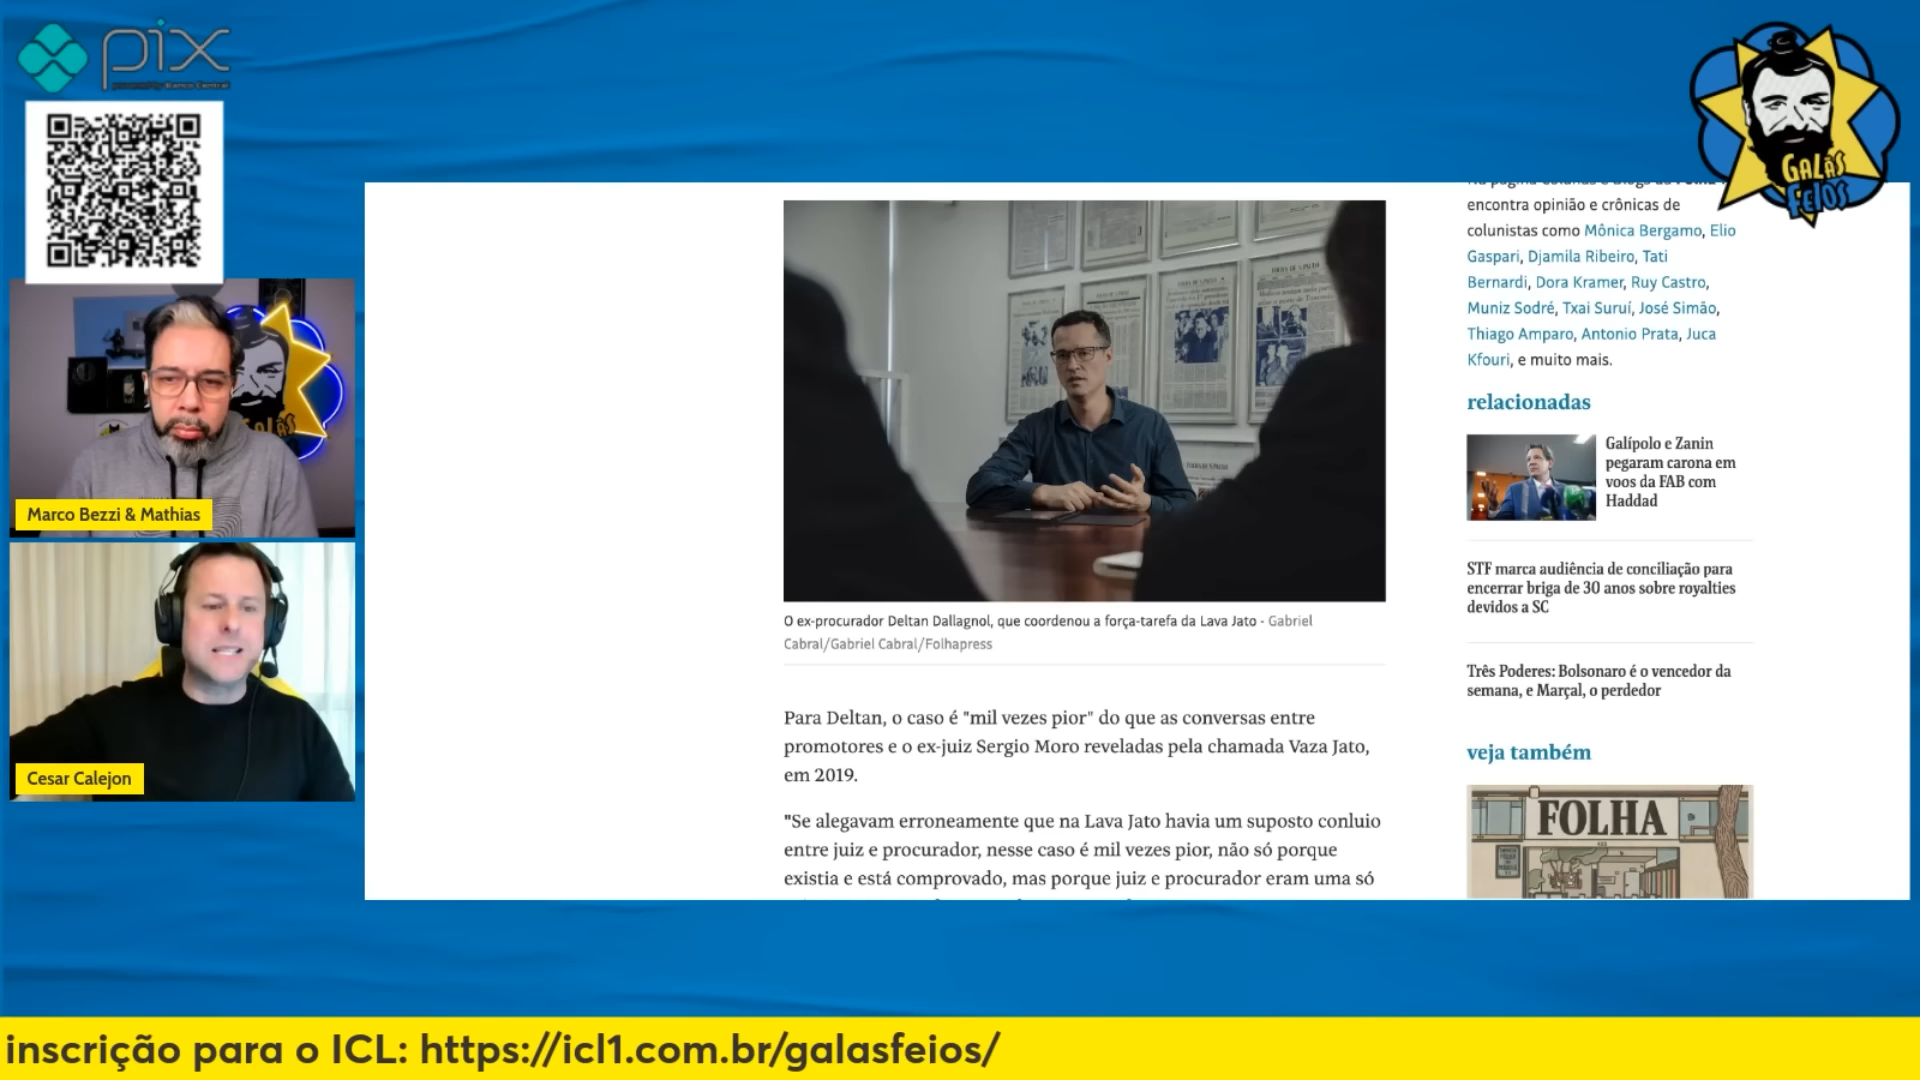 pix
powered by Banco Central
GALÃS
FEIOS
Marco Bezzi & Mathias
Cesar Calejon
O ex-procurador Deltan Dallagnol, que coordenou a força-tarefa da Lava Jato - Gabriel
Cabral/Gabriel Cabral/Folhapress
Para Deltan, o caso é "mil vezes pior" do que as conversas entre
promotores e o ex-juiz Sergio Moro reveladas pela chamada Vaza Jato,
em 2019.
"Se alegavam erroneamente que na Lava Jato havia um suposto conluio
entre juiz e procurador, nesse caso é mil vezes pior, não só porque
existia e está comprovado, mas porque juiz e procurador eram uma só
encontra opinião e crônicas de
colunistas como Mônica Bergamo, Elio
Gaspari, Djamila Ribeiro, Tati
Bernardi, Dora Kramer, Ruy Castro,
Muniz Sodré, Txai Suruí, José Simão,
Thiago Amparo, Antonio Prata, Juca
Kfouri, e muito mais.
relacionadas
Galípolo e Zanin
pegaram carona em
voos da FAB com
Haddad
STF marca audiência de conciliação para
encerrar briga de 30 anos sobre royalties
devidos a SC
Três Poderes: Bolsonaro é o vencedor da
semana, e Marçal, o perdedor
veja também
FOLHA
inscrição para o ICL: https://icl1.com.br/galasfeios/